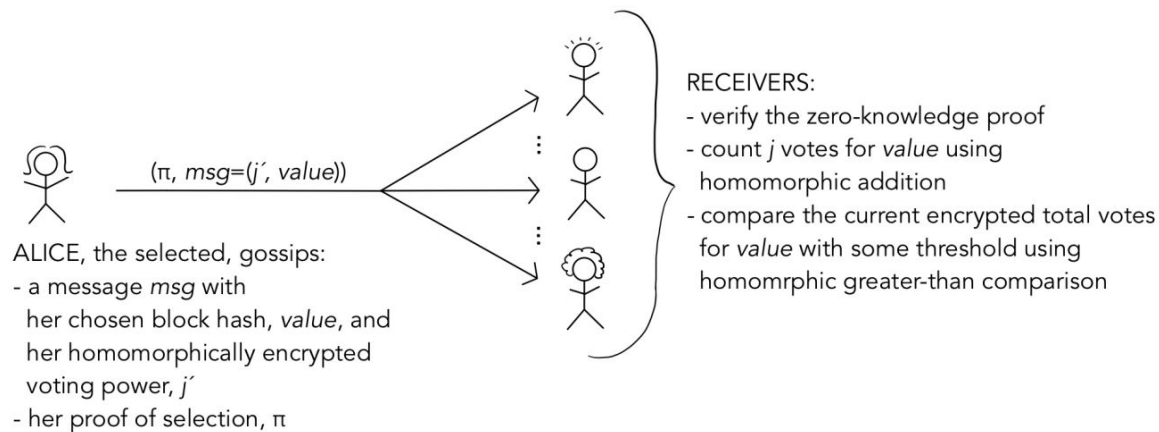 (π, msg=(j´, value))
ALICE, the selected, gossips:
- a message msg with
her chosen block hash, value, and
her homomorphically encrypted
voting power, j´
- her proof of selection, π
⋮
⋮
RECEIVERS:
- verify the zero-knowledge proof
- count j votes for value using
homomorphic addition
- compare the current encrypted total votes
for value with some threshold using
homomrphic greater-than comparison